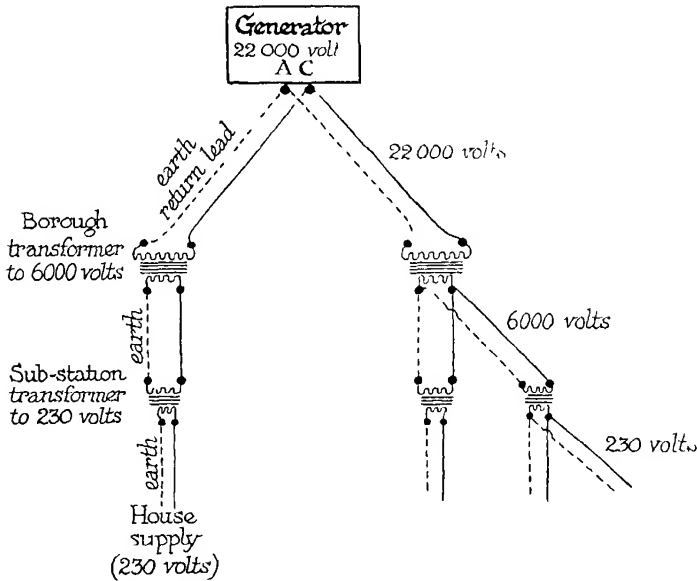 Generator
22 000 volt
A C
earth
return lead
22 000 volts
Borough
transformer
to 6000 volts
earth
6000 volts
Sub-station
transformer
to 230 volts
earth
230 volts
House
supply
(230 volts)